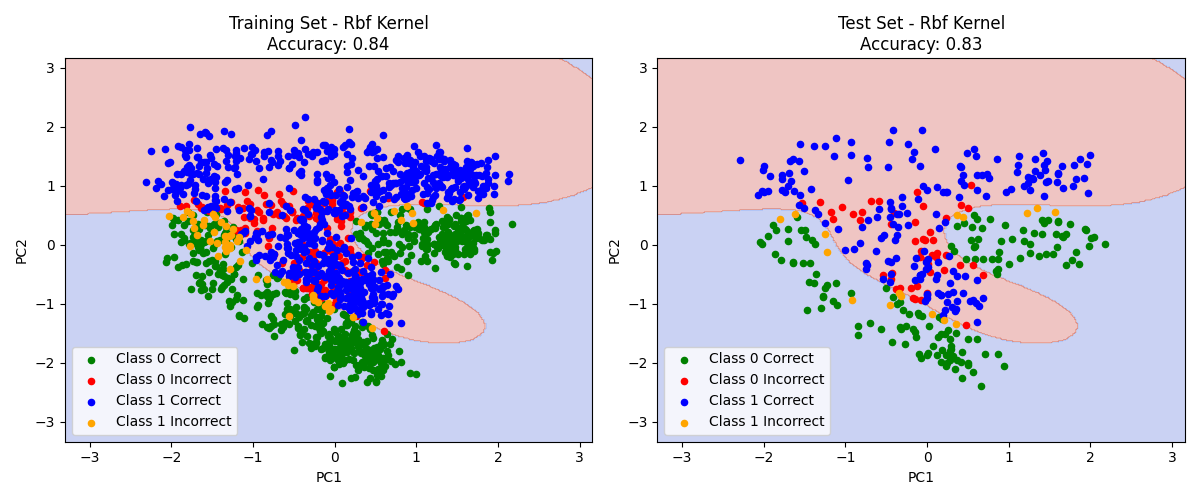 Training Set - Rbf Kernel
Accuracy: 0.84
3
2
1
0
−1
−2
−3
PC2
Class 0 Correct
Class 0 Incorrect
Class 1 Correct
Class 1 Incorrect
−3 −2 −1 0 1 2 3
PC1
Test Set - Rbf Kernel
Accuracy: 0.83
3
2
1
0
−1
−2
−3
PC2
Class 0 Correct
Class 0 Incorrect
Class 1 Correct
Class 1 Incorrect
−3 −2 −1 0 1 2 3
PC1